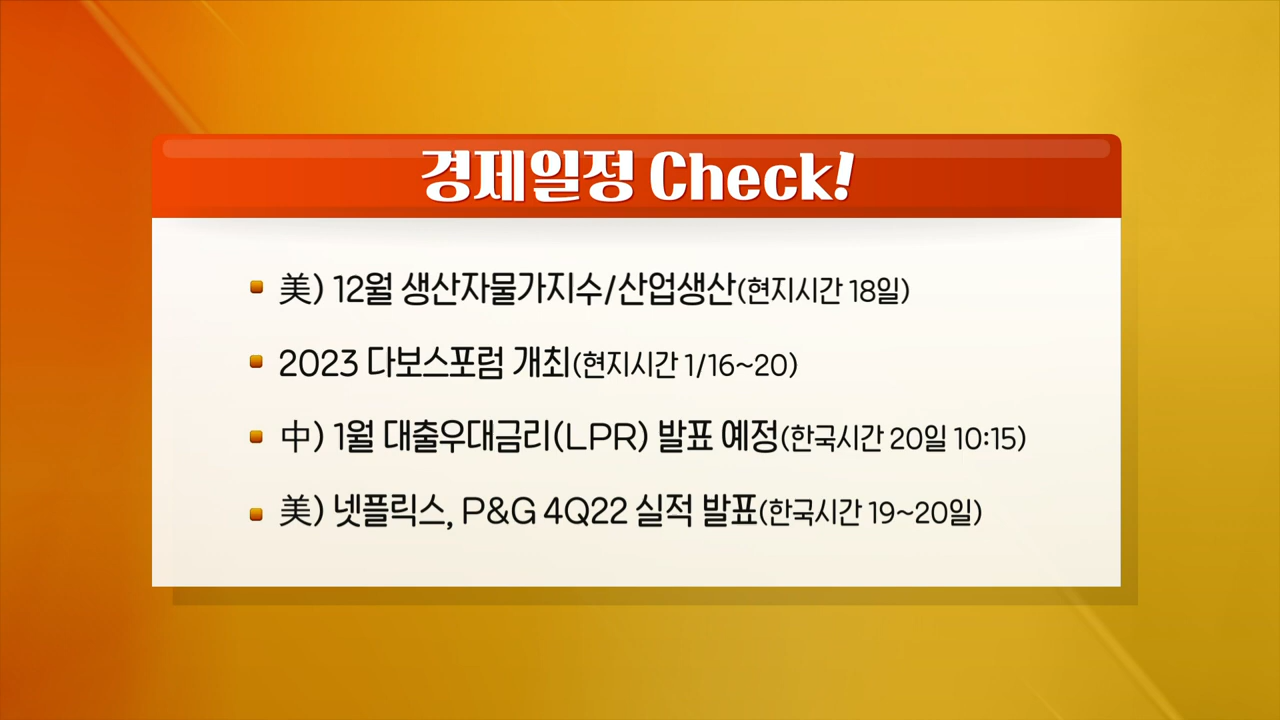 경제일정 Check!
美) 12월 생산자물가지수/산업생산(현지시간 18일)
2023 다보스포럼 개최(현지시간 1/16~20)
中) 1월 대출우대금리(LPR) 발표 예정(한국시간 20일 10:15)
美) 넷플릭스, P&G 4Q22 실적 발표(한국시간 19~20일)